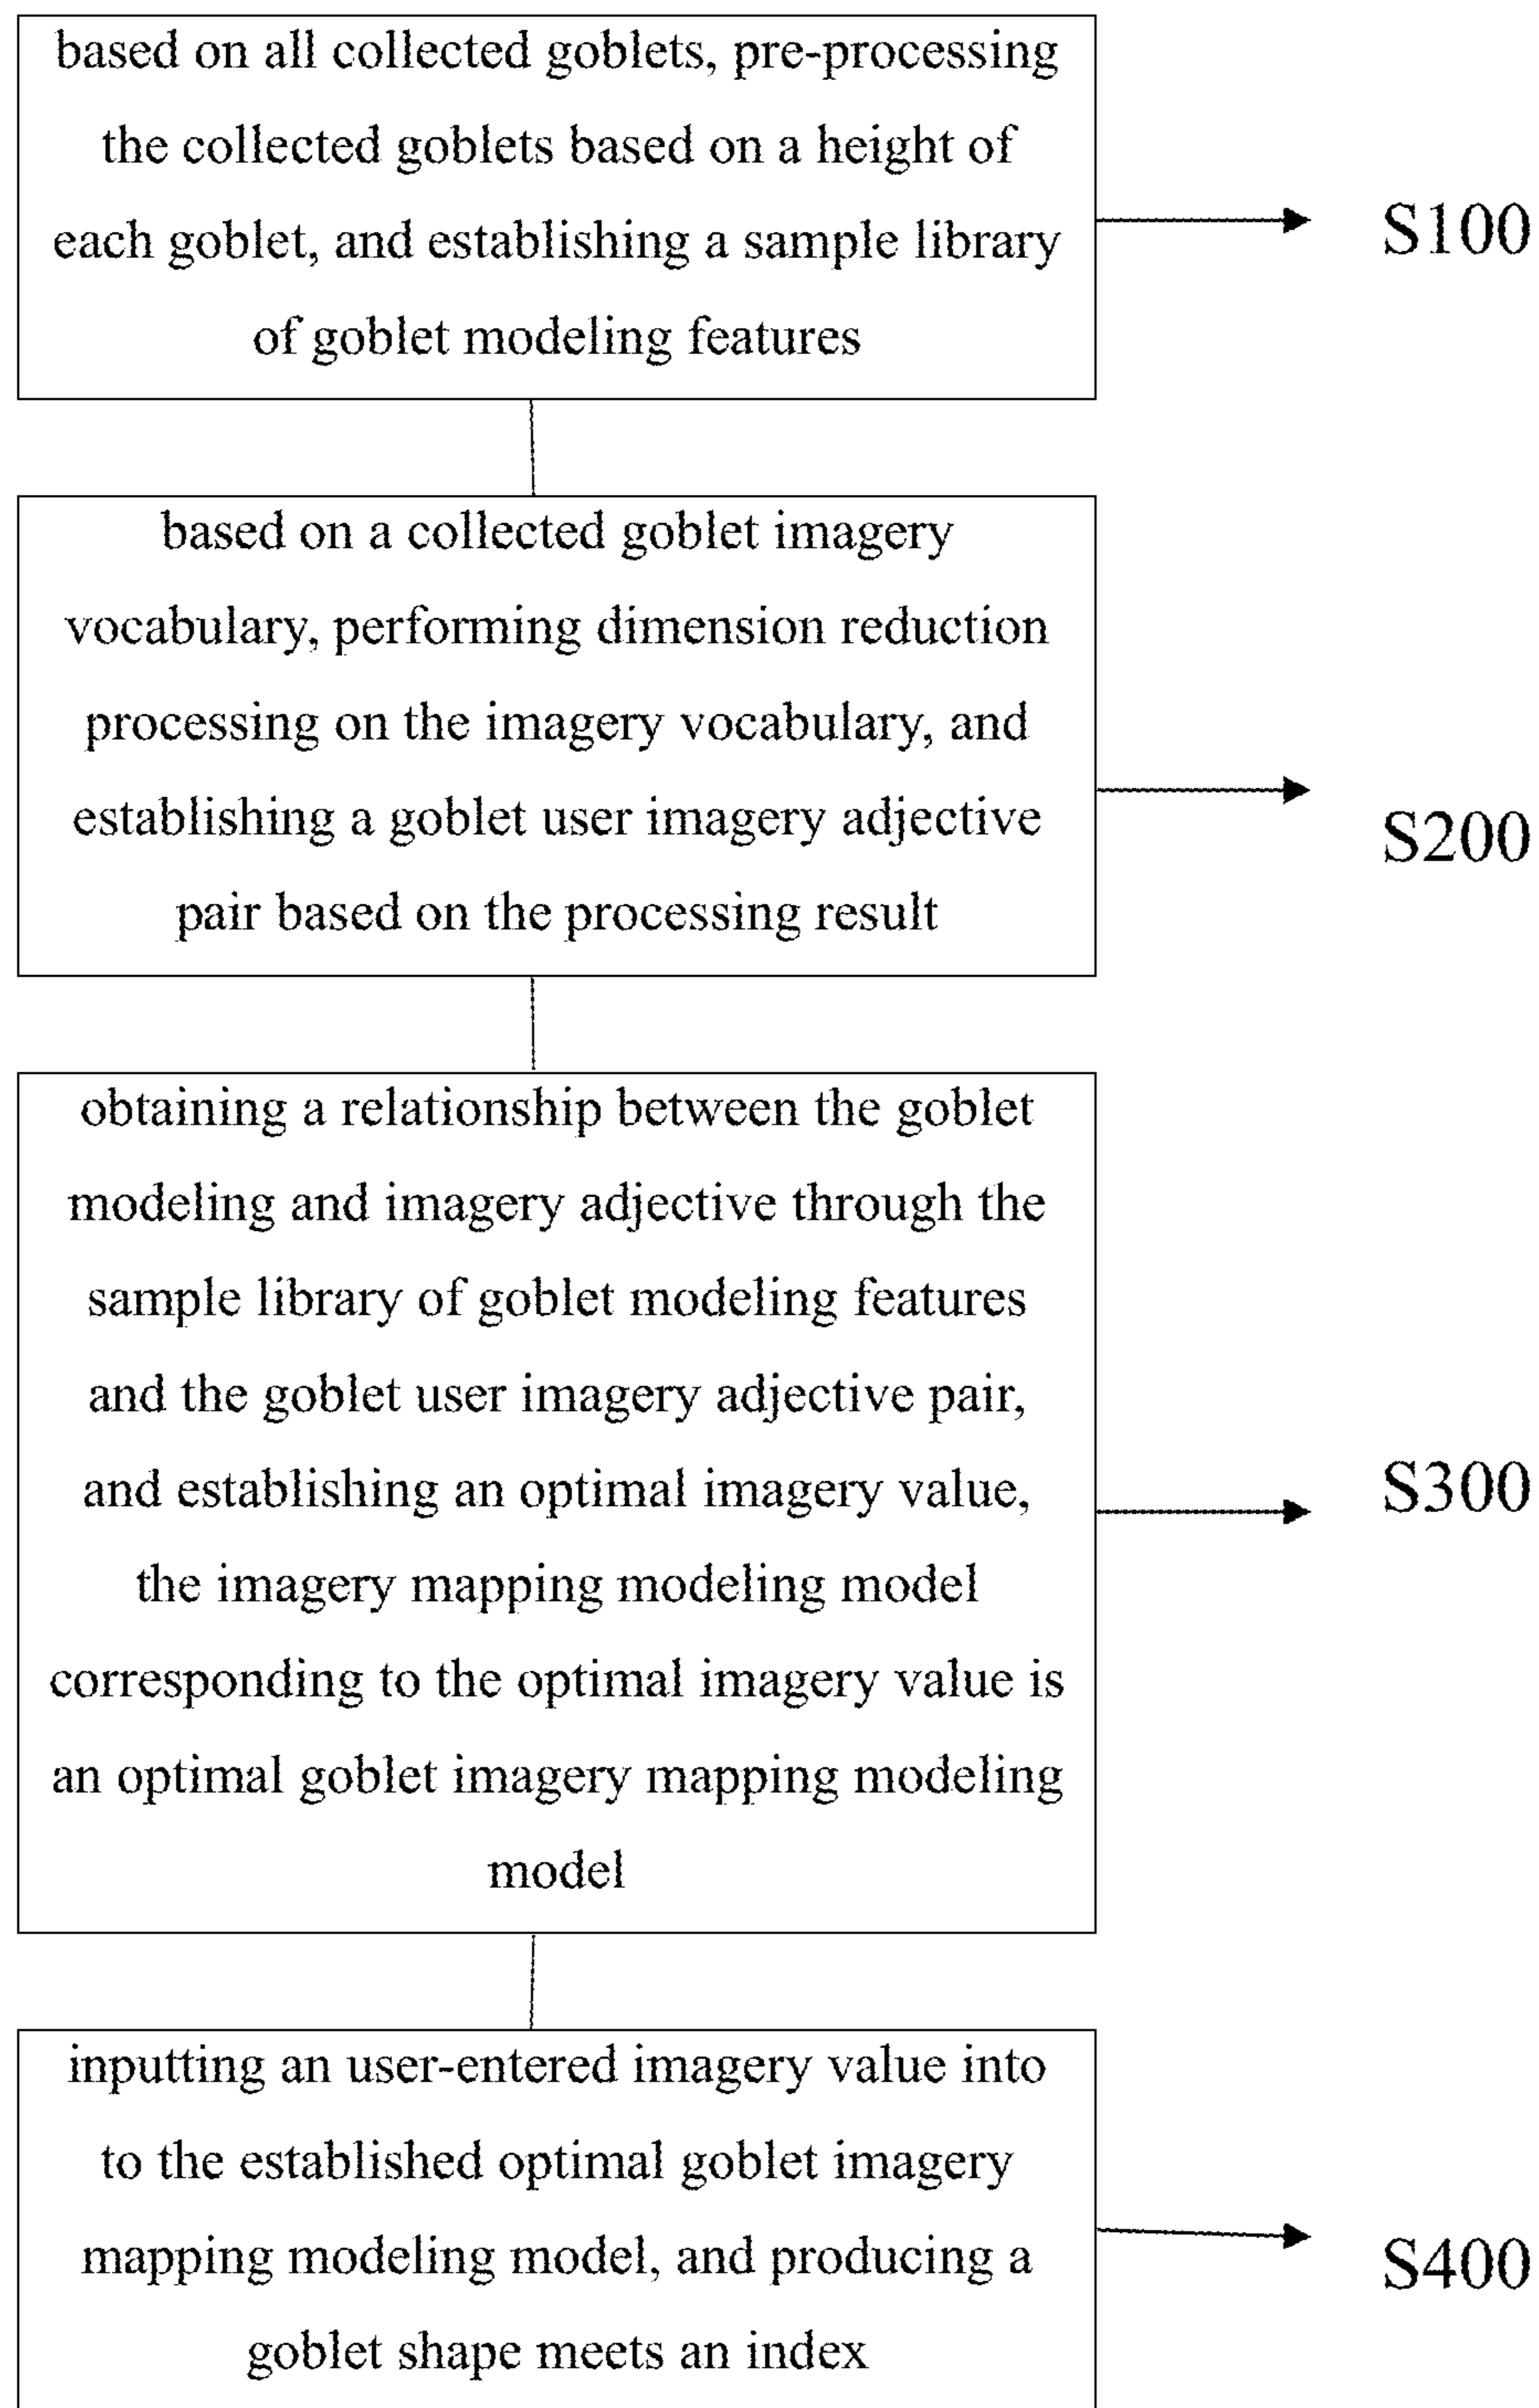 based on all collected goblets, pre-processing
the collected goblets based on a height of
each goblet, and establishing a sample library
of goblet modeling features
S100
based on a collected goblet imagery
vocabulary, performing dimension reduction
processing on the imagery vocabulary, and
establishing a goblet user imagery adjective
pair based on the processing result
S200
obtaining a relationship between the goblet
modeling and imagery adjective through the
sample library of goblet modeling features
and the goblet user imagery adjective pair,
and establishing an optimal imagery value,
the imagery mapping modeling model
corresponding to the optimal imagery value is
an optimal goblet imagery mapping modeling
model
S300
inputting an user-entered imagery value into
to the established optimal goblet imagery
mapping modeling model, and producing a
goblet shape meets an index
S400